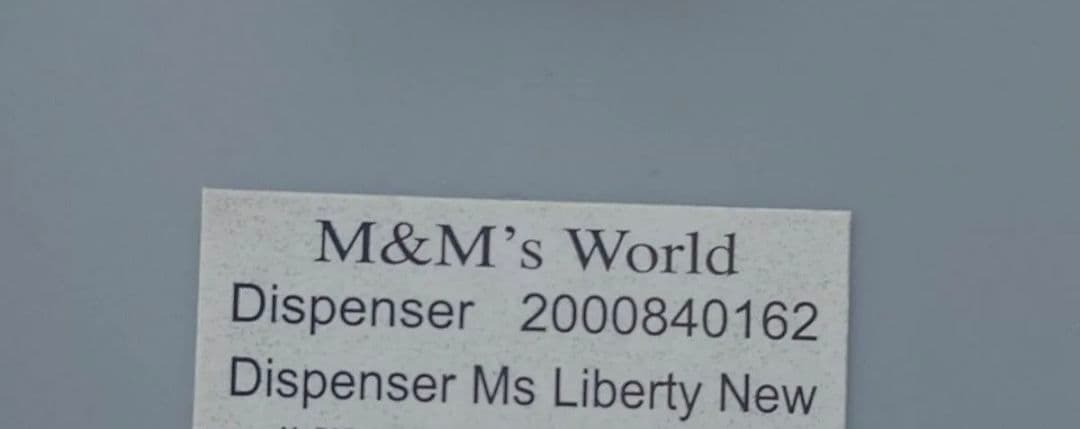 M&M's World
Dispenser 2000840162
Dispenser Ms Liberty New